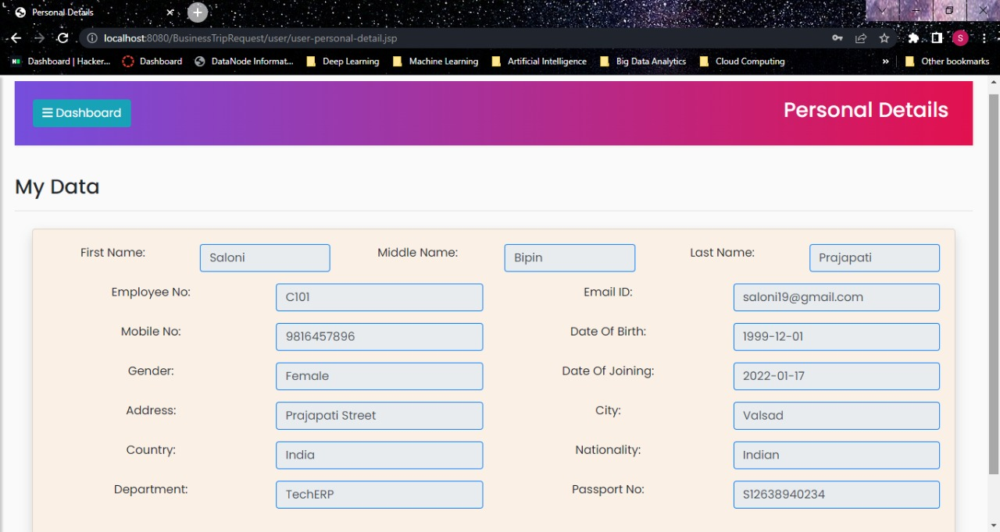 Personal Details
localhost:8080/BusinessTripRequest/user/user-personal-detail.jsp
S
Dashboard | Hacker... Dashboard DataNode Informat... Deep Learning Machine Learning Artificial Intelligence Big Data Analytics Cloud Computing » Other bookmarks
Dashboard Personal Details
My Data
First Name: Saloni Middle Name: Bipin Last Name: Prajapati
Employee No: C101 Email ID: saloni19@gmail.com
Mobile No: 9816457896 Date Of Birth: 1999-12-01
Gender: Female Date Of Joining: 2022-01-17
Address: Prajapati Street City: Valsad
Country: India Nationality: Indian
Department: TechERP Passport No: S12638940234